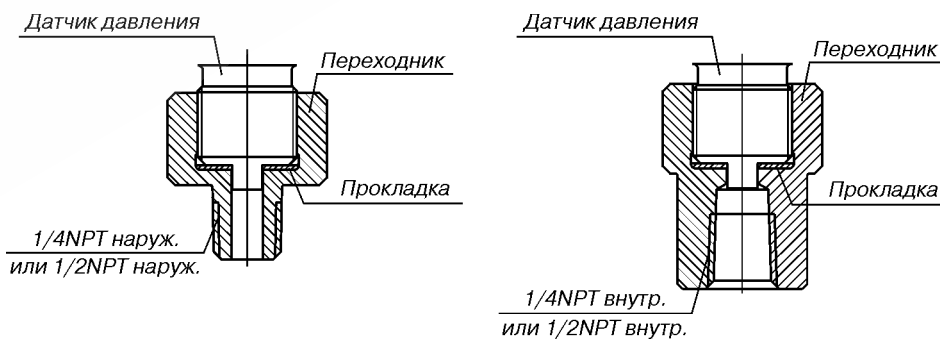 Датчик давления
Переходник
Прокладка
1/4NPT наруж.
или 1/2NPT наруж.
Датчик давления
Переходник
Прокладка
1/4NPT внутр.
или 1/2NPT внутр.